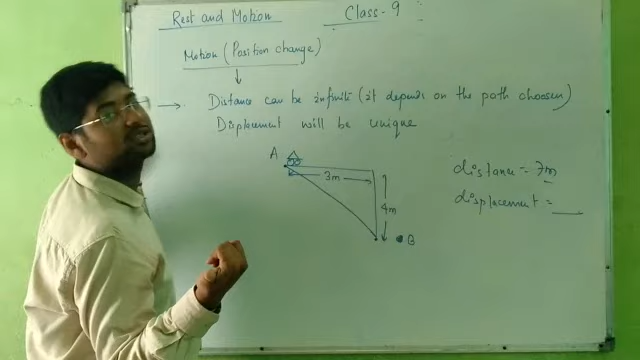 Rest and Motion
Class - 9
Motion (Position change)
Distance can be infinite (it depends on the path choosen)
Displacement will be unique
A
3m
4m
B
distance = 7m
displacement = __